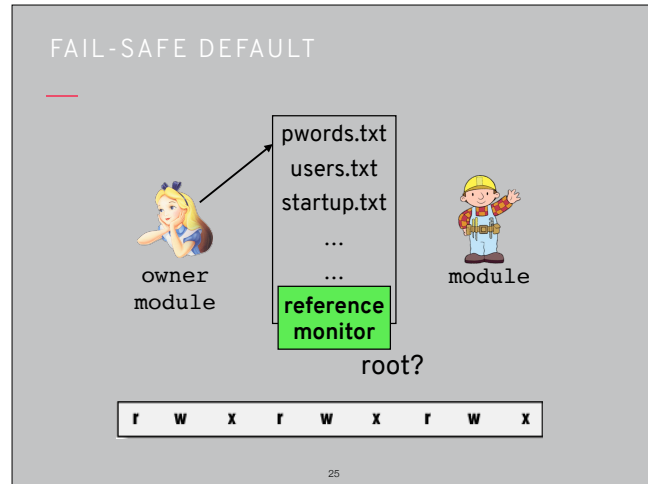 FAIL-SAFE DEFAULT
pwords.txt
users.txt
startup.txt
...
...
owner
module
module
reference
monitor
root?
r w x r w x r w x
25